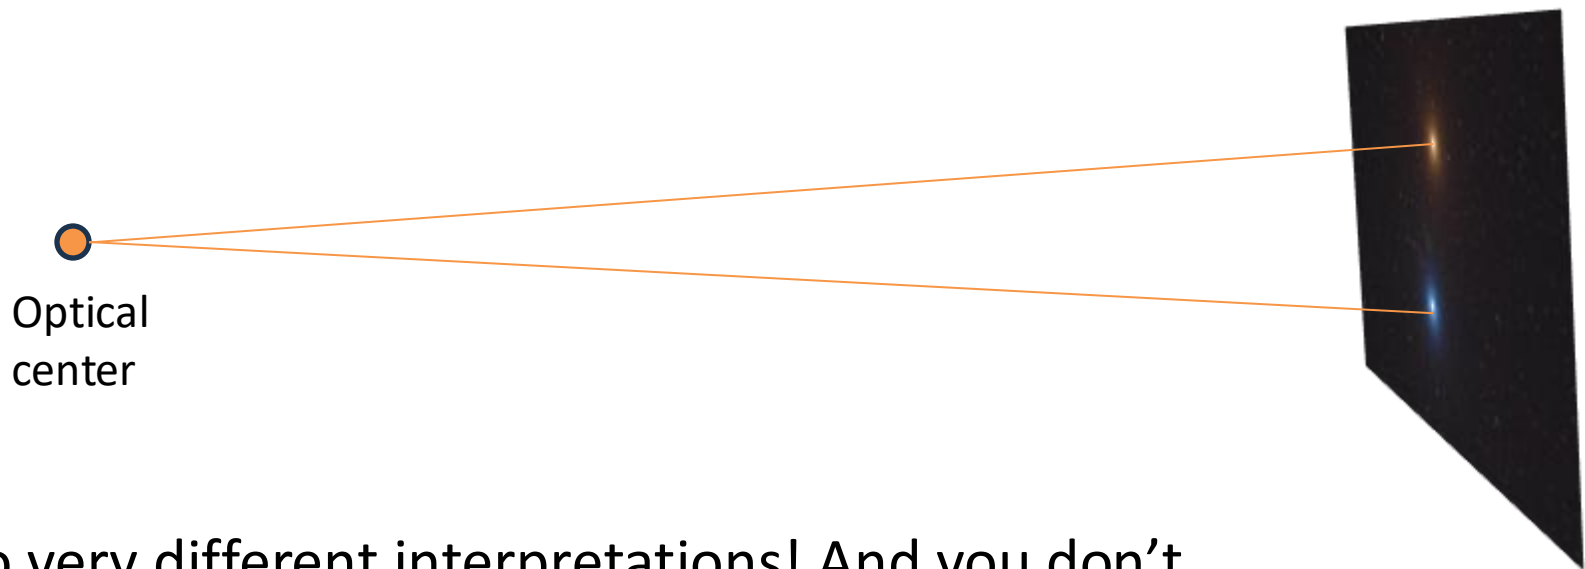 Optical
center
very different interpretations! And you don’t